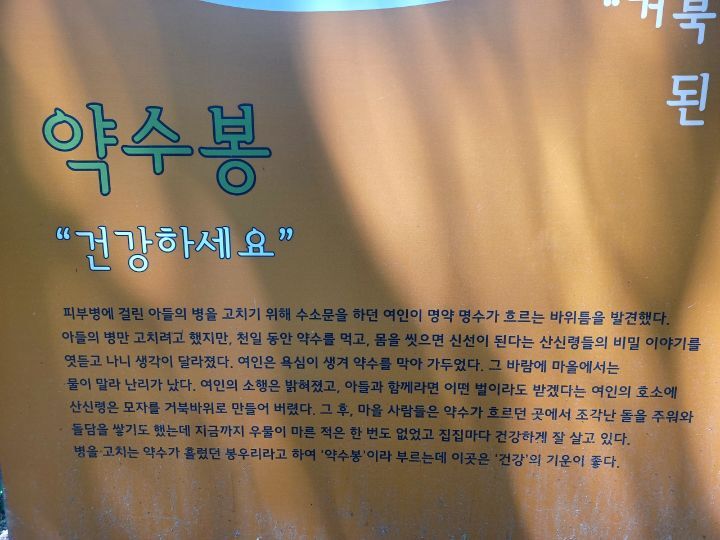 "거북
된
약수봉
"건강하세요"
피부병에 걸린 아들의 병을 고치기 위해 수소문을 하던 여인이 명약 명수가 흐르는 바위틈을 발견했다.
아들의 병만 고치려고 했지만, 천일 동안 약수를 먹고, 몸을 씻으면 신선이 된다는 산신령들의 비밀 이야기를
엿듣고 나니 생각이 달라졌다. 여인은 욕심이 생겨 약수를 막아 가두었다. 그 바람에 마을에서는
물이 말라 난리가 났다. 여인의 소행은 밝혀졌고, 아들과 함께라면 어떤 벌이라도 받겠다는 여인의 호소에
산신령은 모자를 거북바위로 만들어 버렸다. 그 후, 마을 사람들은 약수가 흐르던 곳에서 조각난 돌을 주워와
돌담을 쌓기도 했는데 지금까지 우물이 마른 적은 한 번도 없었고 집집마다 건강하게 잘 살고 있다.
병을 고치는 약수가 흘렀던 봉우리라고 하여 '약수봉'이라 부르는데 이곳은 '건강'의 기운이 좋다.